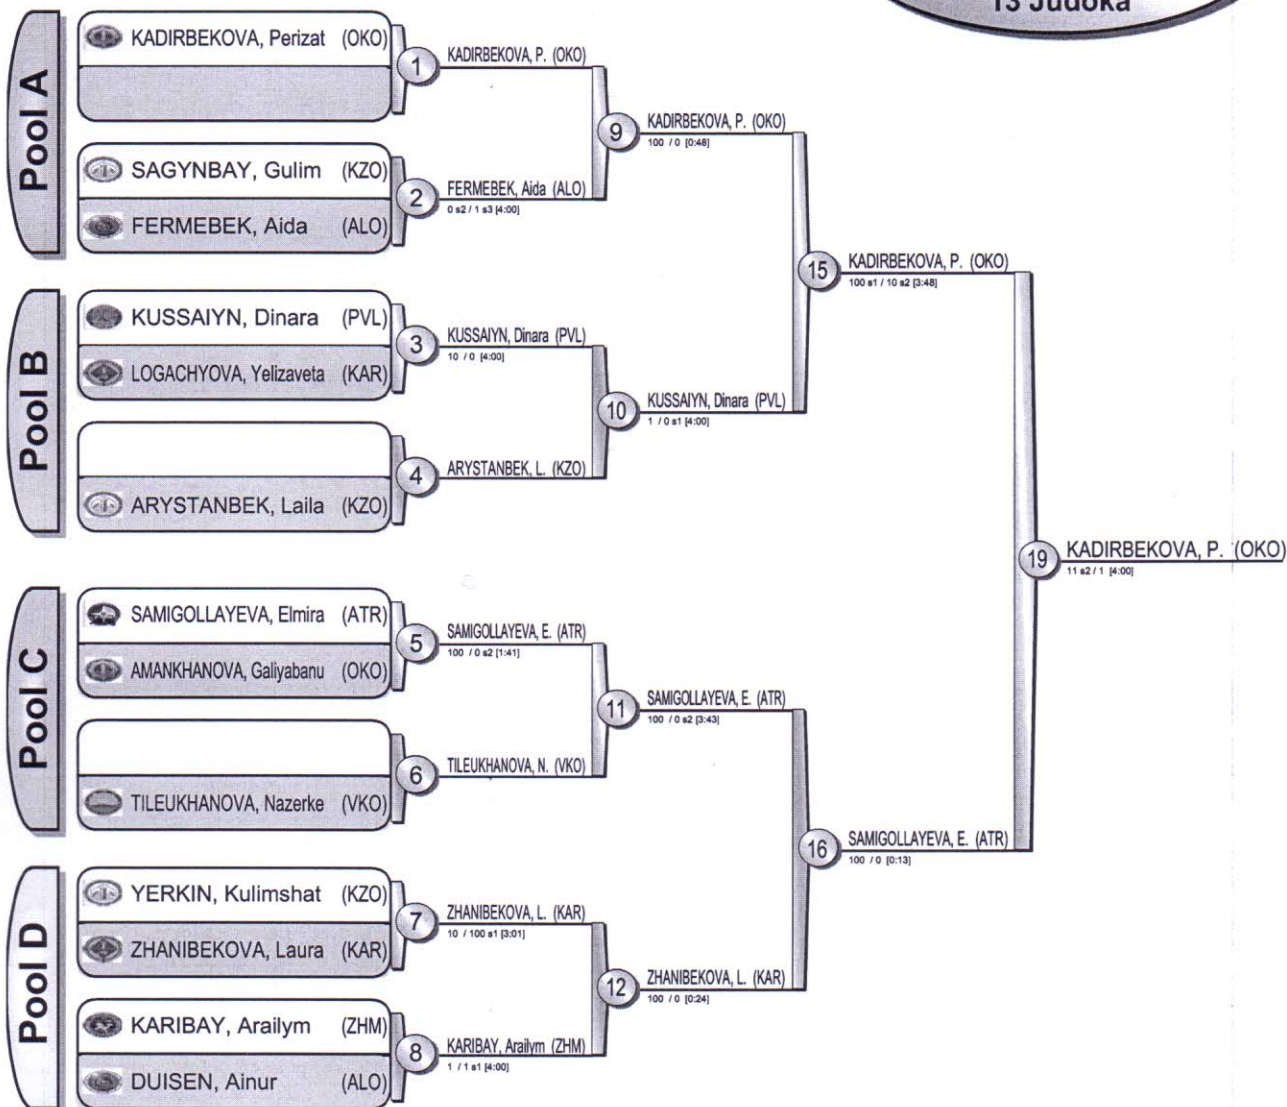 13 Judoka
Pool A
KADIRBEKOVA, Perizat (OKO)
1
KADIRBEKOVA, P. (OKO)
SAGYNBAY, Gulim (KZO)
FERMEBEK, Aida (ALO)
2
FERMEBEK, Aida (ALO)
0 s2 / 1 s3 [4:00]
9
KADIRBEKOVA, P. (OKO)
100 / 0 [0:48]
Pool B
KUSSAIYN, Dinara (PVL)
LOGACHYOVA, Yelizaveta (KAR)
3
KUSSAIYN, Dinara (PVL)
10 / 0 [4:00]
ARYSTANBEK, Laila (KZO)
4
ARYSTANBEK, L. (KZO)
10
KUSSAIYN, Dinara (PVL)
1 / 0 s1 [4:00]
15
KADIRBEKOVA, P. (OKO)
100 s1 / 10 s2 [3:48]
Pool C
SAMIGOLLAYEVA, Elmira (ATR)
AMANKHANOVA, Galiyabanu (OKO)
5
SAMIGOLLAYEVA, E. (ATR)
100 / 0 s2 [1:41]
TILEUKHANOVA, Nazerke (VKO)
6
TILEUKHANOVA, N. (VKO)
11
SAMIGOLLAYEVA, E. (ATR)
100 / 0 s2 [3:43]
Pool D
YERKIN, Kulimshat (KZO)
ZHANIBEKOVA, Laura (KAR)
7
ZHANIBEKOVA, L. (KAR)
10 / 100 s1 [3:01]
KARIBAY, Arailym (ZHM)
DUISEN, Ainur (ALO)
8
KARIBAY, Arailym (ZHM)
1 / 1 s1 [4:00]
12
ZHANIBEKOVA, L. (KAR)
100 / 0 [0:24]
16
SAMIGOLLAYEVA, E. (ATR)
100 / 0 [0:13]
19
KADIRBEKOVA, P. (OKO)
11 s2 / 1 [4:00]